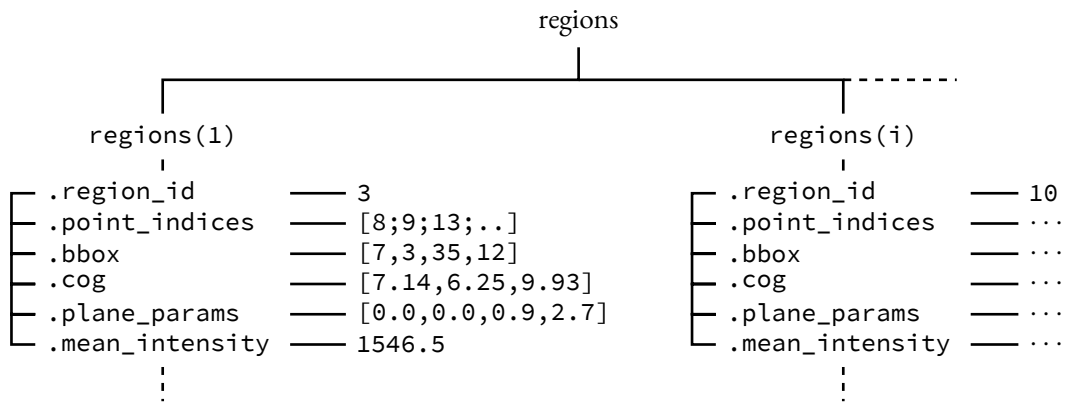 regions
regions(1)
.region_id 3
.point_indices [8;9;13;..]
.bbox [7,3,35,12]
.cog [7.14,6.25,9.93]
.plane_params [0.0,0.0,0.9,2.7]
.mean_intensity 1546.5
regions(i)
.region_id 10
.point_indices ...
.bbox ...
.cog ...
.plane_params ...
.mean_intensity ...